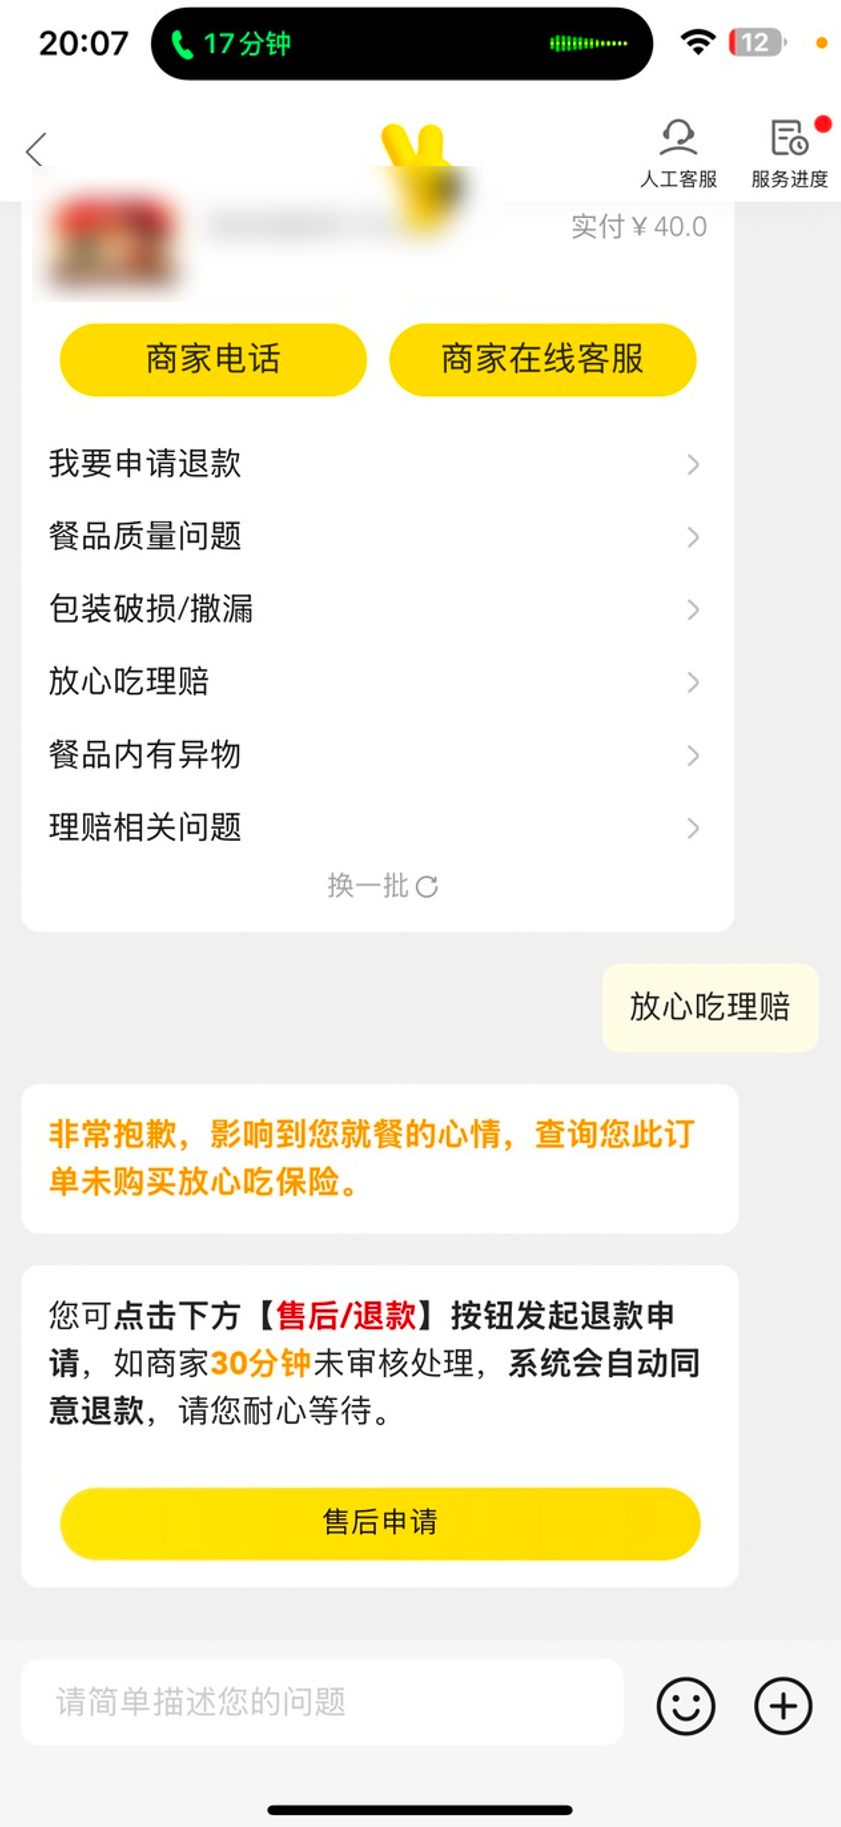 20:07
17分钟
12
人工客服
服务进度
实付¥40.0
商家电话
商家在线客服
我要申请退款
餐品质量问题
包装破损/撒漏
放心吃理赔
餐品内有异物
理赔相关问题
换一批
放心吃理赔
非常抱歉，影响到您就餐的心情，查询您此订
单未购买放心吃保险。
您可点击下方【售后/退款】按钮发起退款申
请，如商家30分钟未审核处理，系统会自动同
意退款，请您耐心等待。
售后申请
请简单描述您的问题